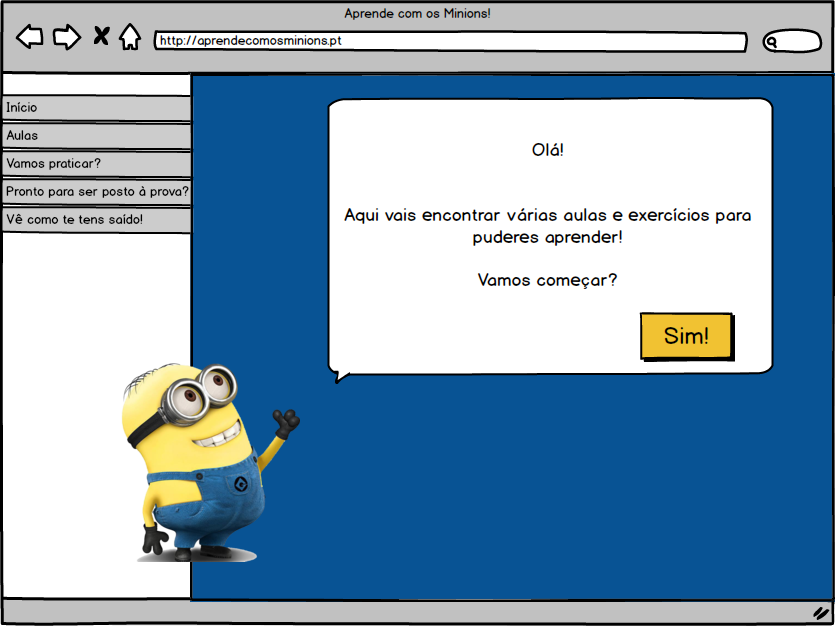 Aprende com os Minions!
http://aprendecomosminions.pt
Início
Aulas
Vamos praticar?
Pronto para ser posto à prova?
Vê como te tens saído!
Olá!
Aqui vais encontrar várias aulas e exercícios para
puderes aprender!
Vamos começar?
Sim!